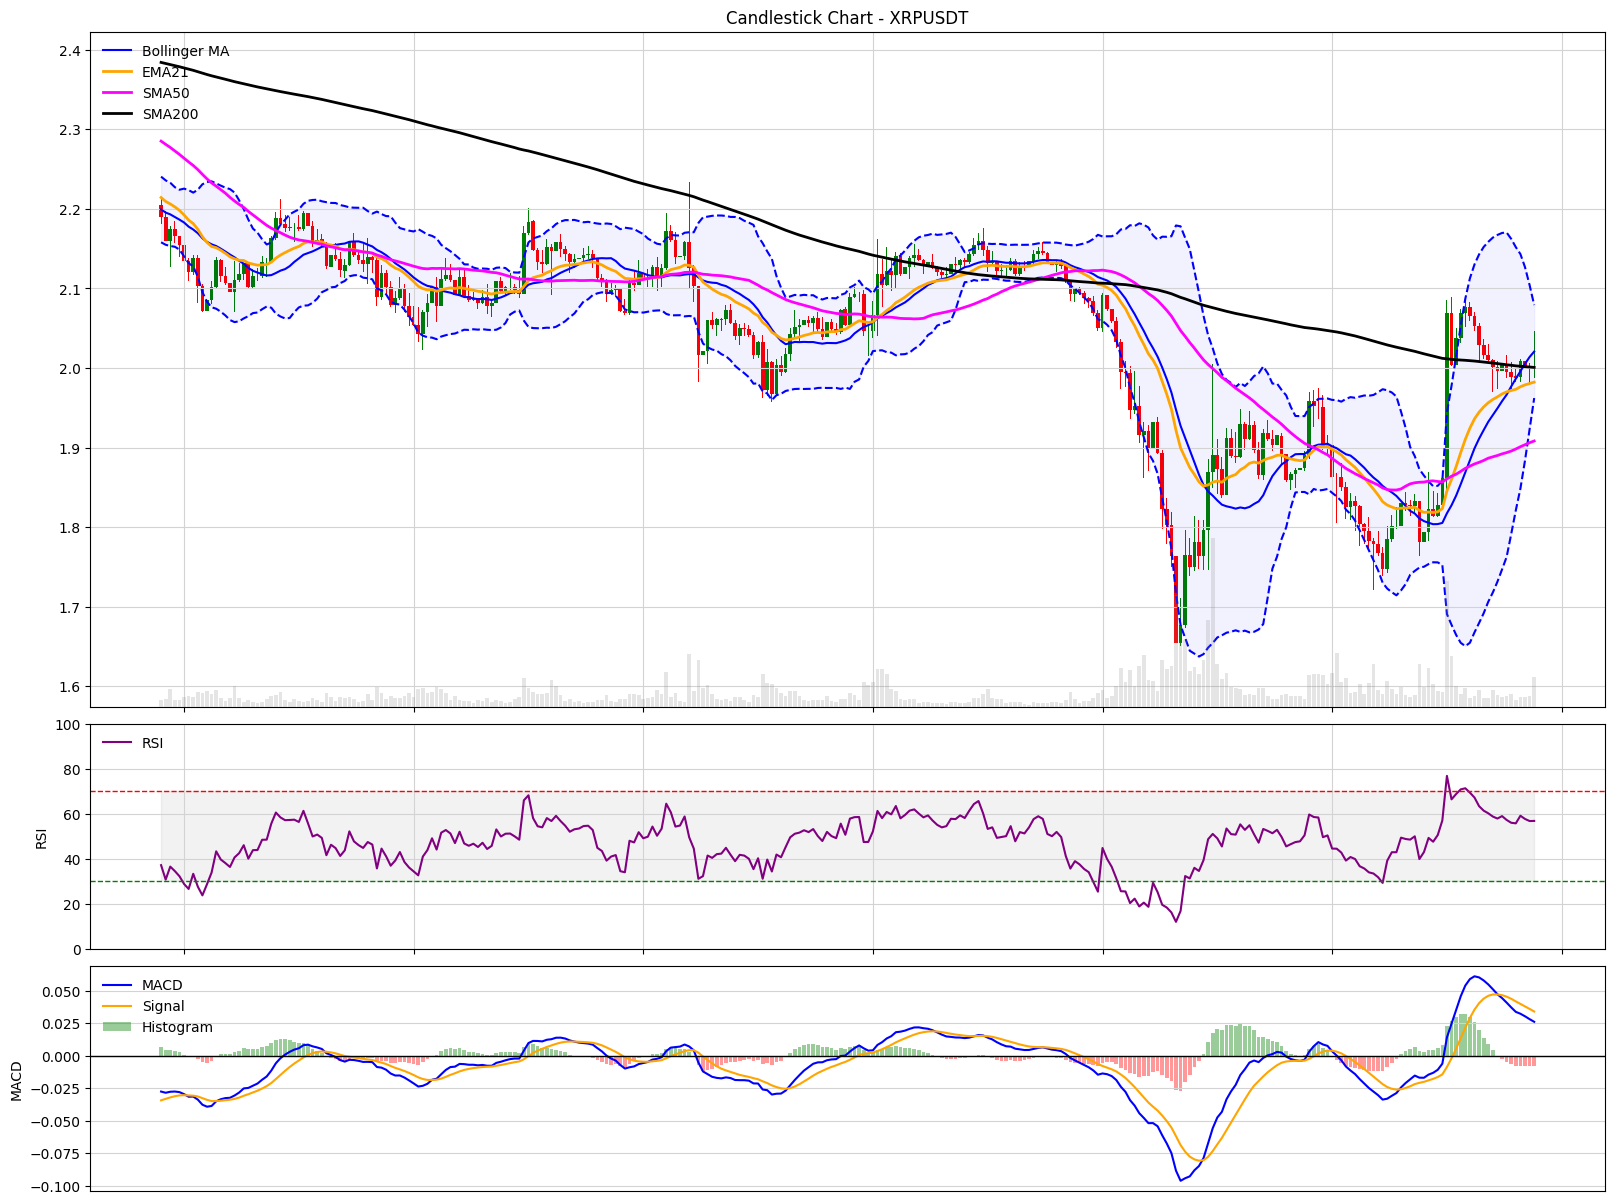 Candlestick Chart - XRPUSDT
Bollinger MA
EMA21
SMA50
SMA200
2.4
2.3
2.2
2.1
2.0
1.9
1.8
1.7
1.6
RSI
RSI
100
80
60
40
20
0
MACD
Signal
Histogram
MACD
0.050
0.025
0.000
−0.025
−0.050
−0.075
−0.100